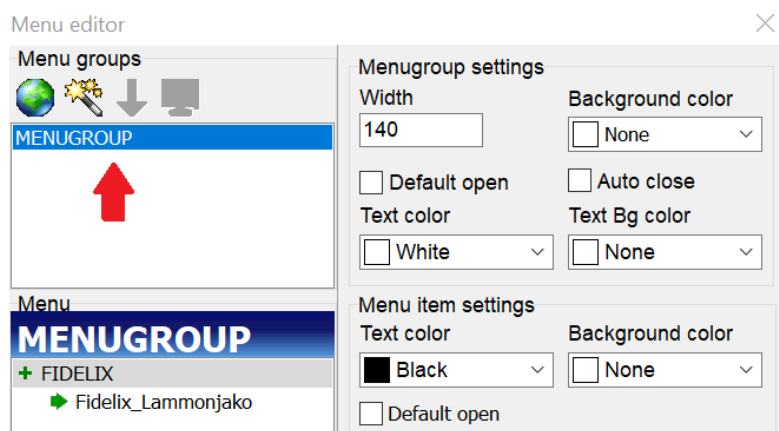 Menu editor
Menu groups
MENUGROUP
Menugroup settings
Width
Background color
140
None
Default open
Auto close
Text color
Text Bg color
White
None
Menu
MENUGROUP
+ FIDELIX
Fidelix_Lammonjako
Menu item settings
Text color
Background color
Black
None
Default open